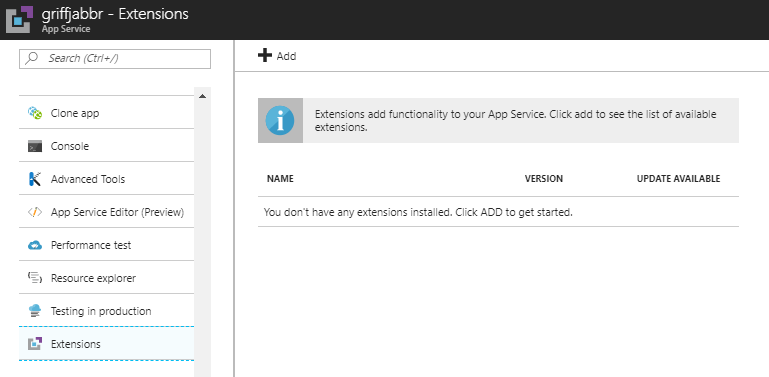 griffjabbr - Extensions
App Service
Search (Ctrl+/)
Clone app
Console
Advanced Tools
App Service Editor (Preview)
Performance test
Resource explorer
Testing in production
Extensions
Add
Extensions add functionality to your App Service. Click add to see the list of available
extensions.
NAME VERSION UPDATE AVAILABLE
You don't have any extensions installed. Click ADD to get started.